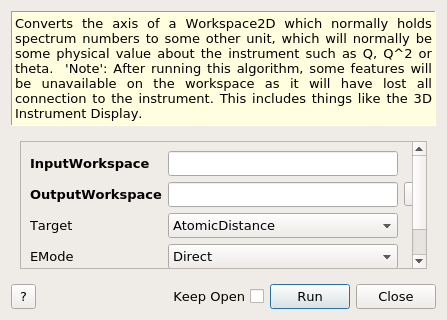 Converts the axis of a Workspace2D which normally holds
spectrum numbers to some other unit, which will normally be
some physical value about the instrument such as Q, Q^2 or
theta. 'Note': After running this algorithm, some features will
be unavailable on the workspace as it will have lost all
connection to the instrument. This includes things like the 3D
Instrument Display.
InputWorkspace
OutputWorkspace
Target AtomicDistance
EMode Direct
? Keep Open Run Close